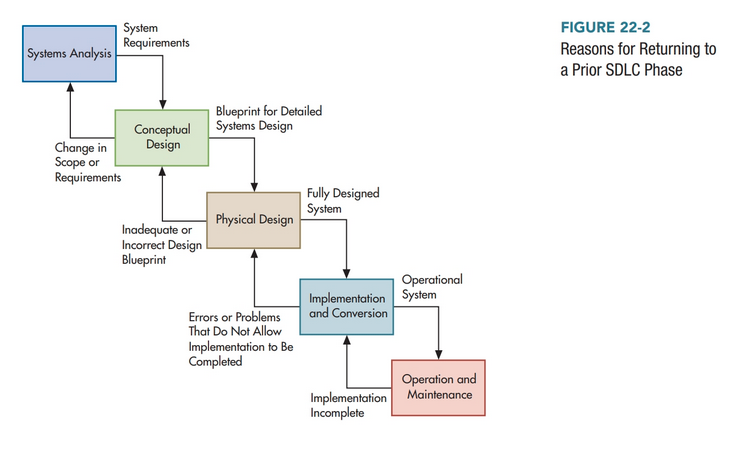 FIGURE 22-2
Reasons for Returning to
a Prior SDLC Phase
Systems Analysis
System
Requirements
Conceptual
Design
Change in
Scope or
Requirements
Blueprint for Detailed
Systems Design
Physical Design
Inadequate or
Incorrect Design
Blueprint
Fully Designed
System
Implementation
and Conversion
Errors or Problems
That Do Not Allow
Implementation to Be
Completed
Operational
System
Operation and
Maintenance
Implementation
Incomplete